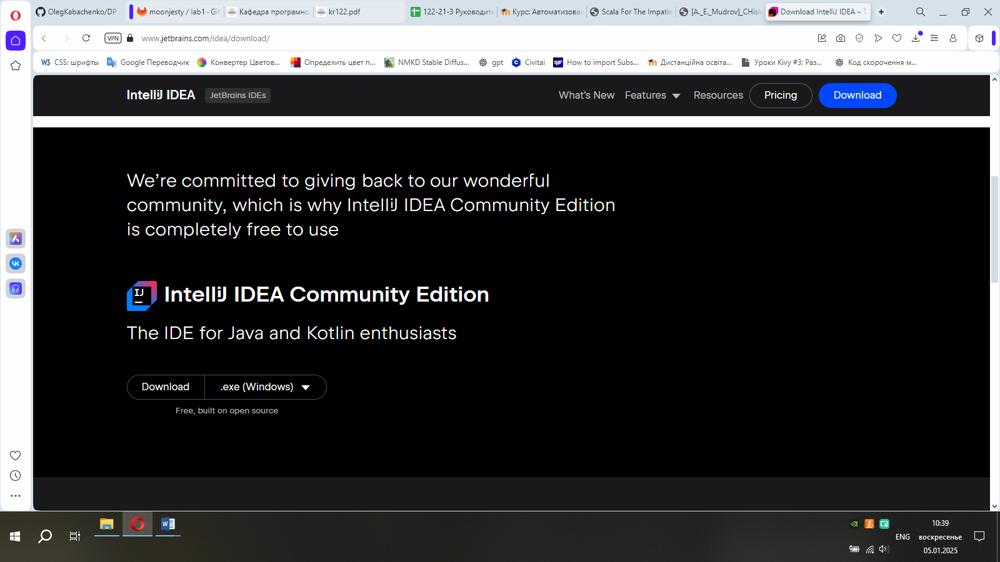 OlegKabachenko/DP
moonjesty / lab1 · Git
Кафедра програмно
kr122.pdf
122-21-3 Руководите
Курс: Автоматизован
Scala For The Impatie
[A._E._Mudrov]_CHisle
Download IntelliJ IDEA – T
VPN
www.jetbrains.com/idea/download/
CSS: шрифты
Google Переводчик
Конвертер Цветов...
Определить цвет п...
NMKD Stable Diffus...
gpt
Civitai
How to import Subs...
Дистанційна освіта...
Уроки Kivy #3: Раз...
Код скорочення м...
IntelliJ IDEA
JetBrains IDEs
What's New
Features
Resources
Pricing
Download
We’re committed to giving back to our wonderful
community, which is why IntelliJ IDEA Community Edition
is completely free to use
IJ
IntelliJ IDEA Community Edition
The IDE for Java and Kotlin enthusiasts
Download
.exe (Windows)
Free, built on open source
10:39
ENG
воскресенье
05.01.2025